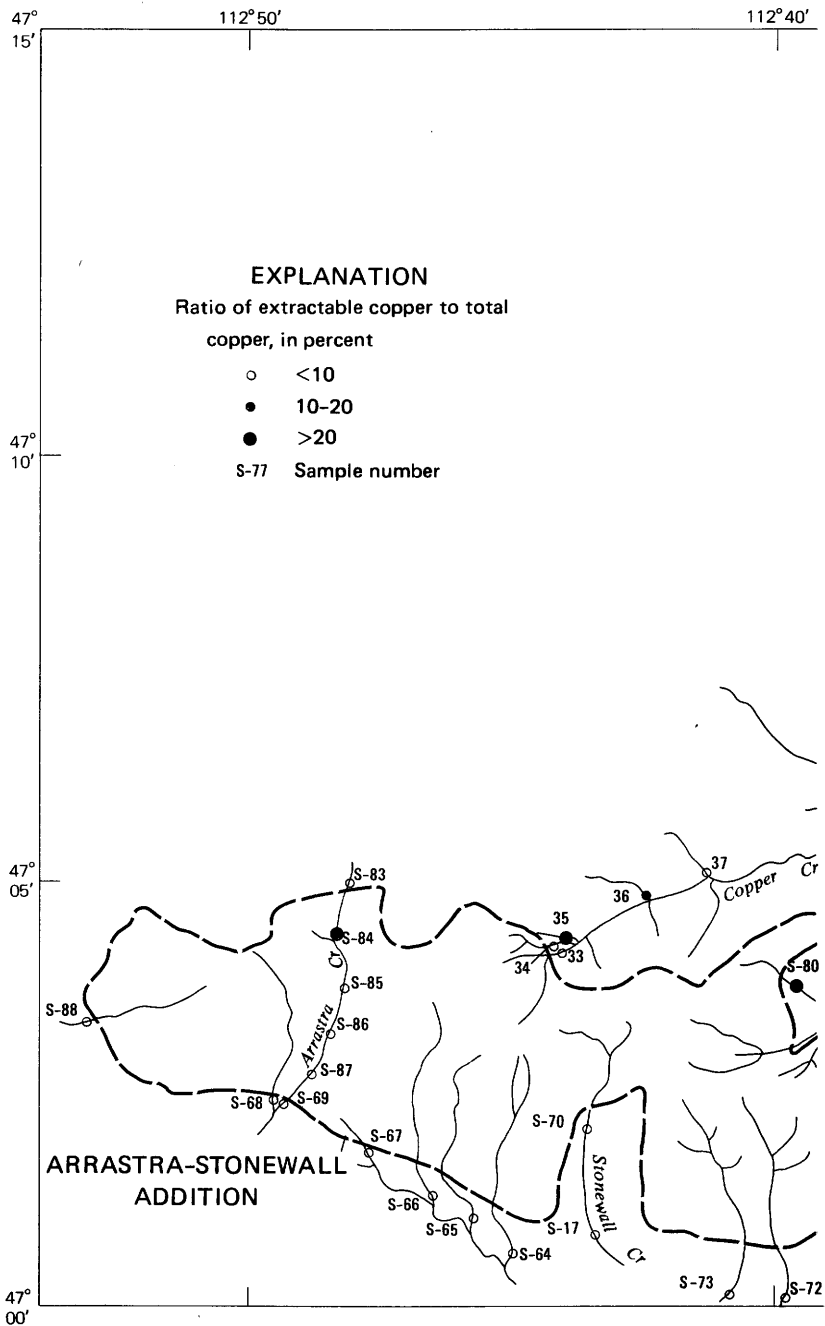 112°50′
112°40′
47°
15′
EXPLANATION
Ratio of extractable copper to total
copper, in percent
<10
10–20
>20
S-77 Sample number
47°
10′
47°
05′
S-83
37
Copper Cr
36
35
S-84
34
33
Cr
S-80
S-85
S-88
Arrastra
S-86
S-87
S-68
S-69
S-70
S-67
ARRASTRA–STONEWALL
ADDITION
Stonewall
S-66
S-65
S-17
S-64
Cr
S-73
S-72
47°
00′